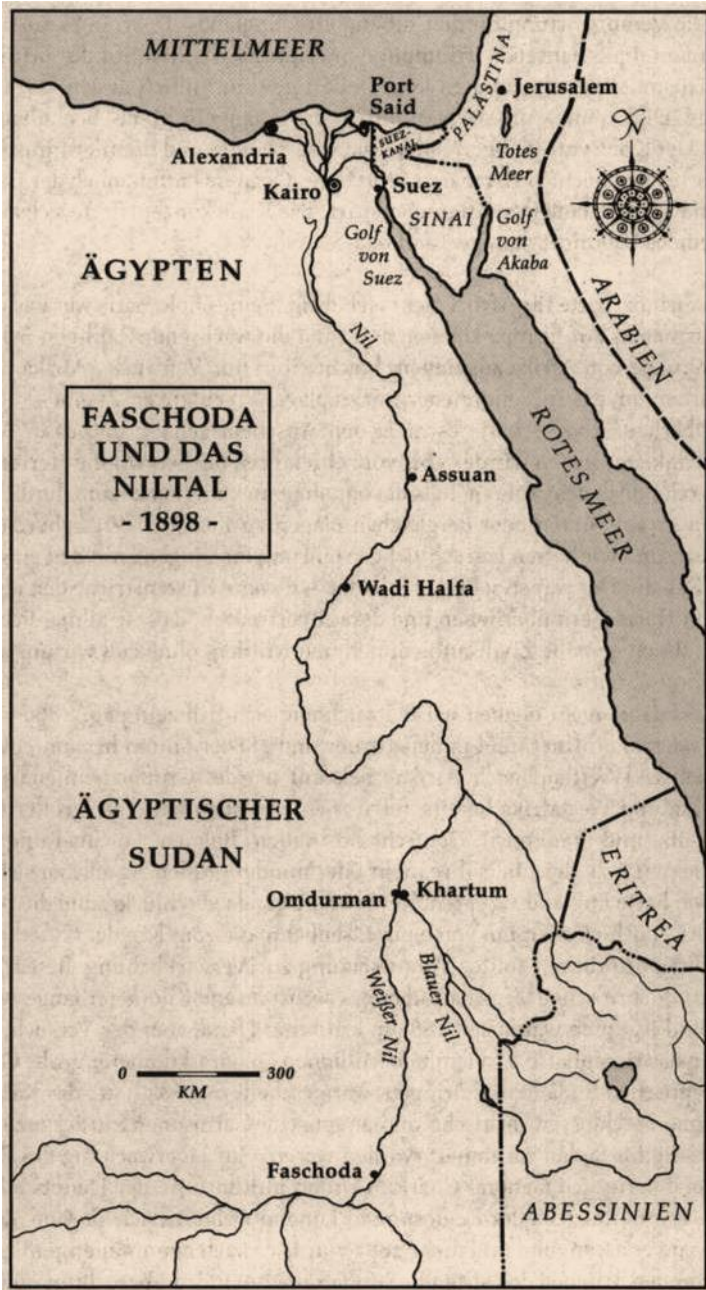 MITTELMEER
Port
Said
Jerusalem
PALÄSTINA
Alexandria
SUEZ-
KANAL
Totes
Meer
N
Kairo
Suez
SINAI
Golf
von
Suez
Golf
von
Akaba
ÄGYPTEN
Nil
ARABIEN
FASCHODA
UND DAS
NILTAL
- 1898 -
ROTES MEER
Assuan
Wadi Halfa
ÄGYPTISCHER
SUDAN
ERITREA
Omdurman
Khartum
Weißer Nil
Blauer Nil
0 300
KM
Faschoda
ABESSINIEN